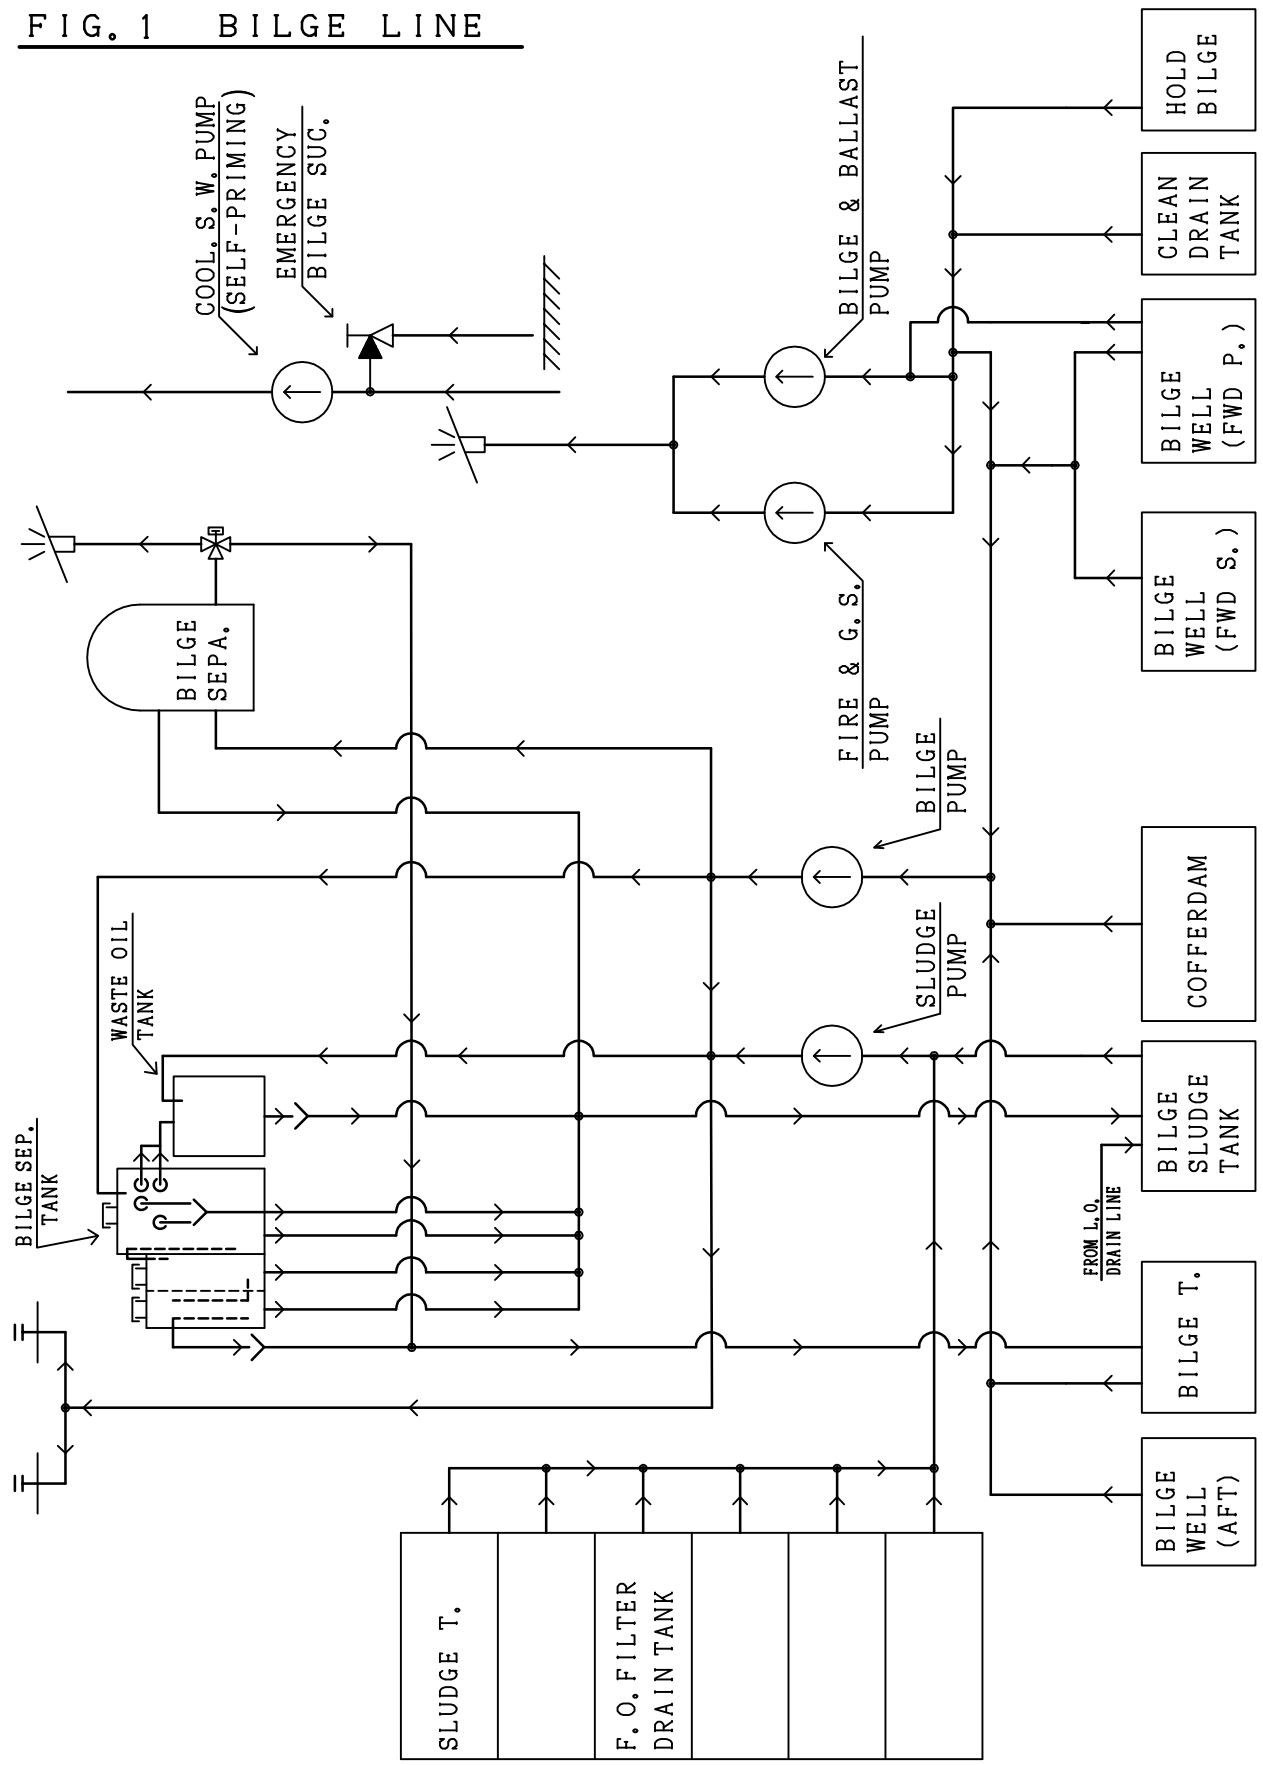 FIG. 1 BILGE LINE
COOL. S. W. PUMP
(SELF-PRIMING)
EMERGENCY
BILGE SUC.
BILGE & BALLAST
PUMP
HOLD
BILGE
CLEAN
DRAIN
TANK
BILGE
WELL
(FWD P.)
BILGE
WELL
(FWD S.)
BILGE
SEPA.
FIRE & G.S.
PUMP
BILGE
PUMP
SLUDGE
PUMP
COFFERDAM
WASTE OIL
TANK
BILGE SEP.
TANK
BILGE
SLUDGE
TANK
FROM L.O.
DRAIN LINE
BILGE T.
BILGE
WELL
(AFT)
SLUDGE T.
F.O. FILTER
DRAIN TANK